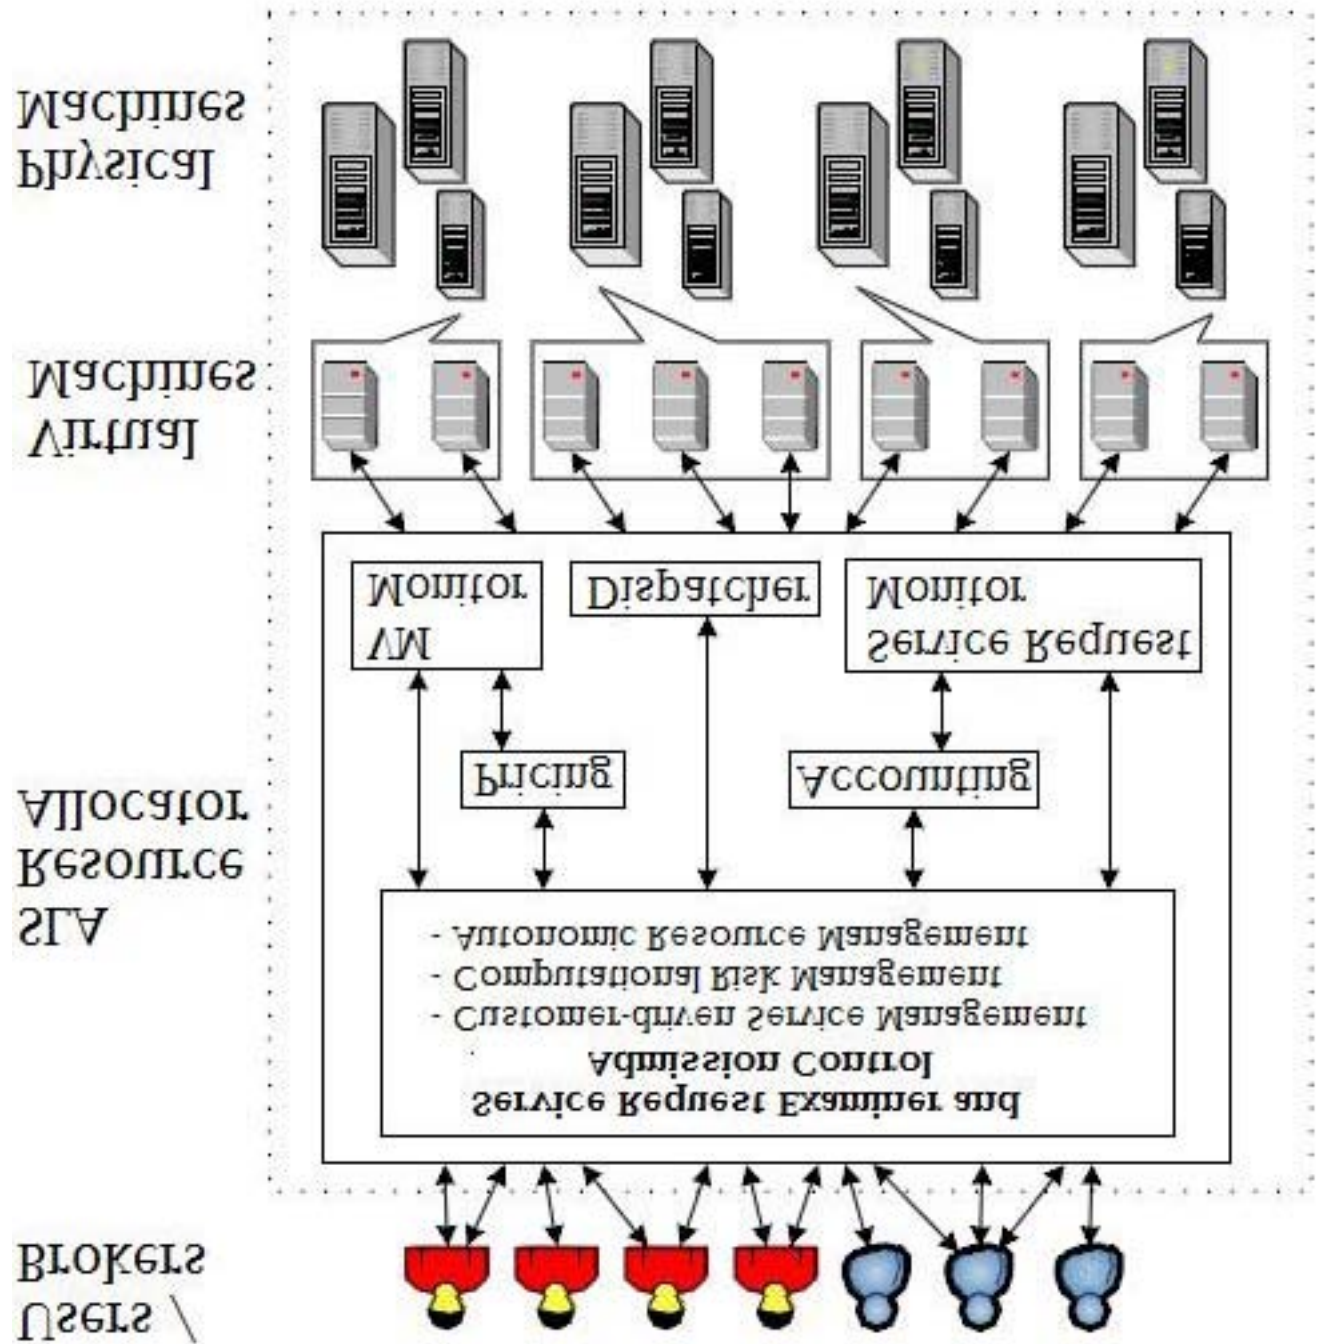 Users /
Brokers
Service Request Examiner and
Admission Control
- Customer-driven Service Management
- Computational Risk Management
- Autonomic Resource Management
SLA
Resource
Allocator
Pricing
Accounting
VM
Monitor
Dispatcher
Service Request
Monitor
Virtual
Machines
Physical
Machines